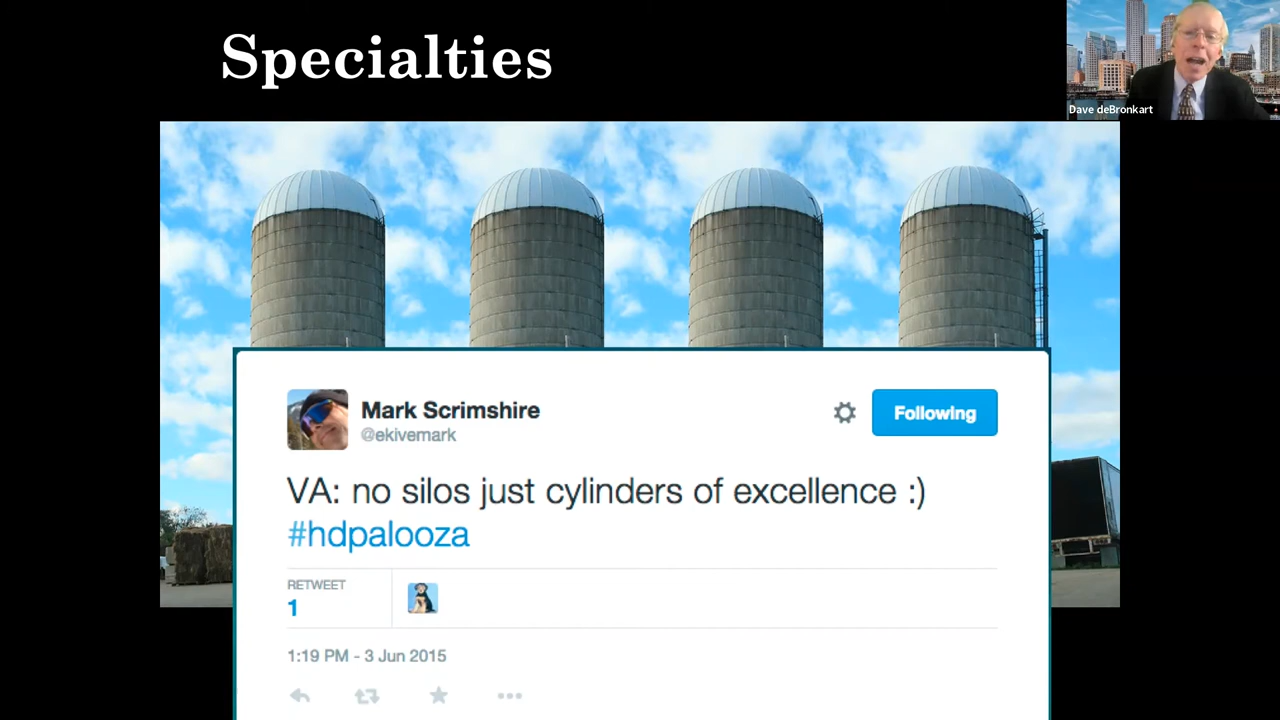 Specialties
Dave deBronkart
Mark Scrimshire
@ekivemark
Following
VA: no silos just cylinders of excellence :)
#hdpalooza
RETWEET
1
1:19 PM - 3 Jun 2015